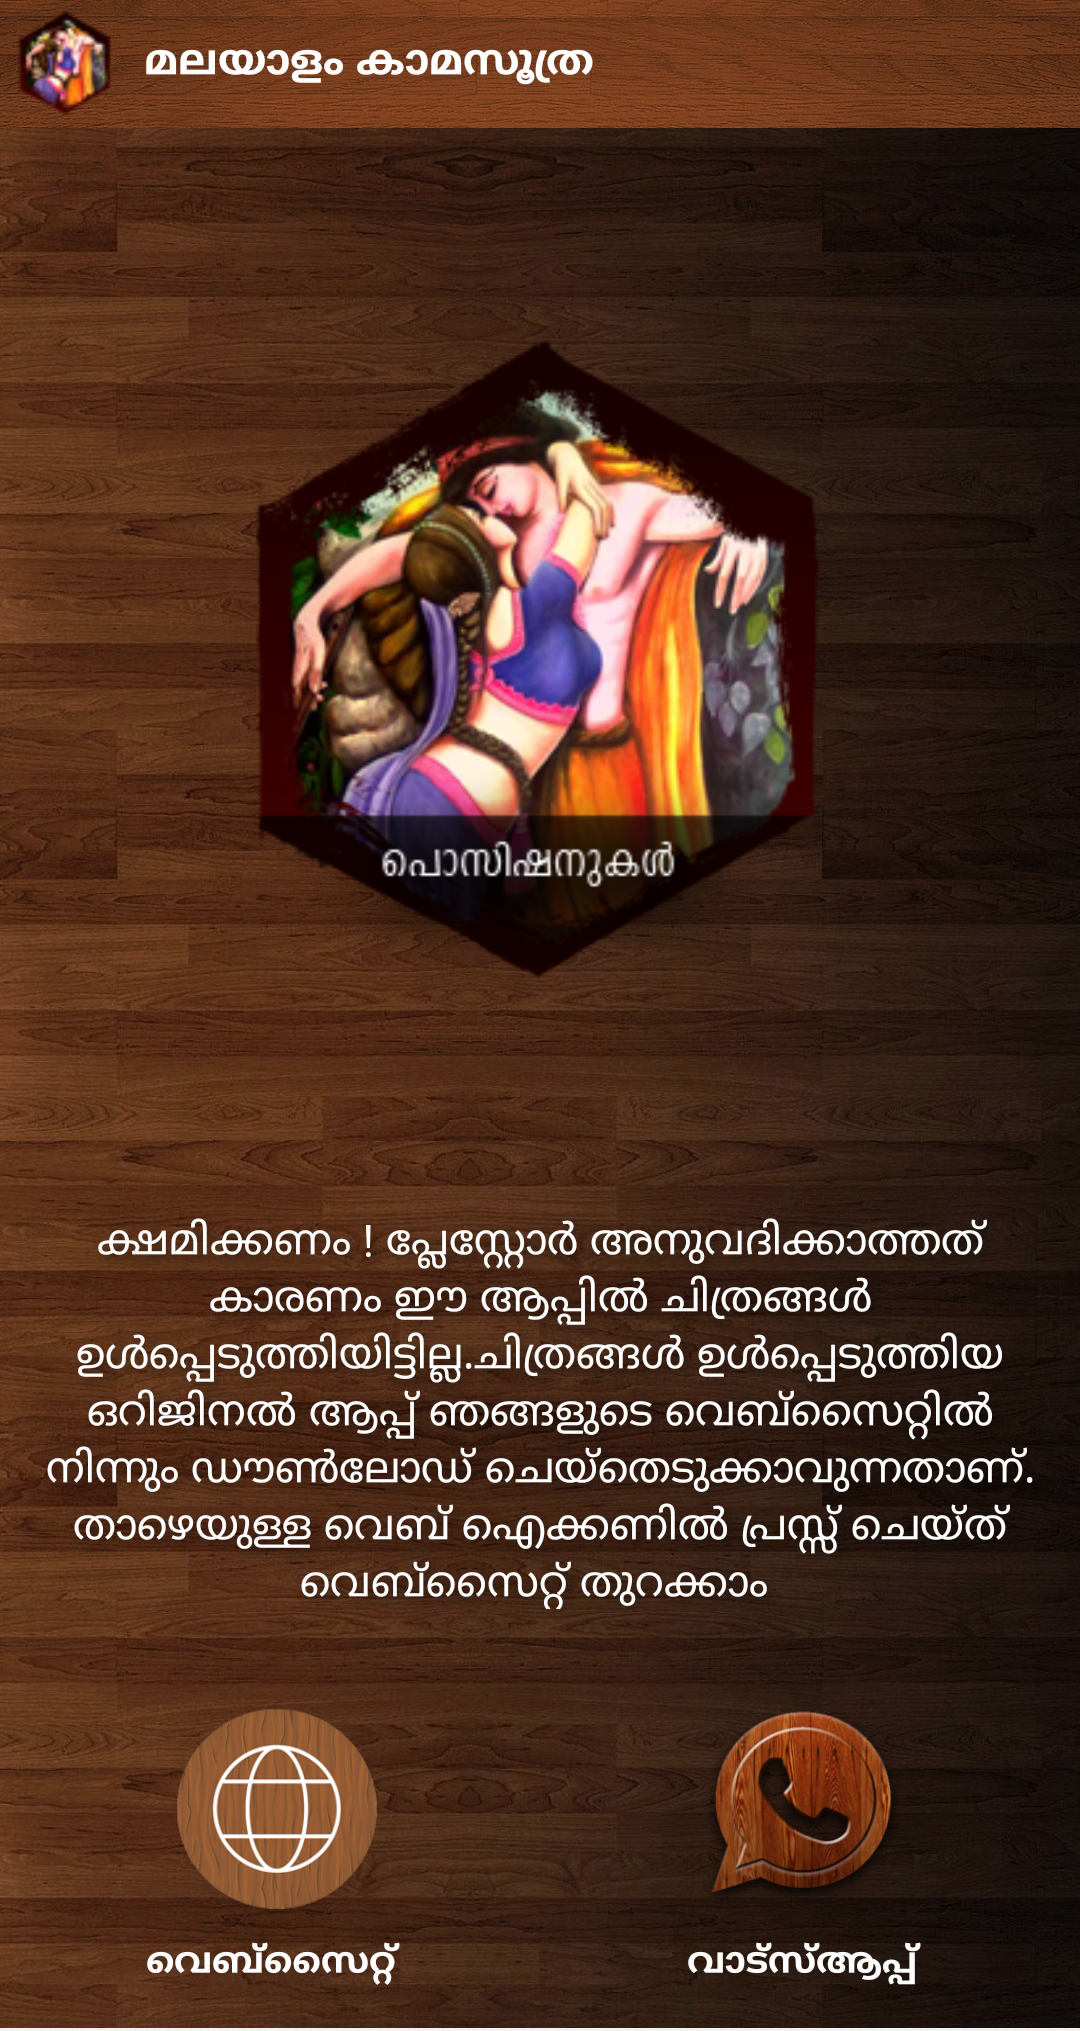 മലയാളം കാമസൂത്ര
പൊസിഷനുകൾ
ക്ഷമിക്കണം ! പ്ലേസ്റ്റോർ അനുവദിക്കാത്തത്
കാരണം ഈ ആപ്പിൽ ചിത്രങ്ങൾ
ഉൾപ്പെടുത്തിയിട്ടില്ല.ചിത്രങ്ങൾ ഉൾപ്പെടുത്തിയ
ഒറിജിനൽ ആപ്പ് ഞങ്ങളുടെ വെബ്സൈറ്റിൽ
നിന്നും ഡൗൺലോഡ് ചെയ്തെടുക്കാവുന്നതാണ്.
താഴെയുള്ള വെബ് ഐക്കണിൽ പ്രസ്സ് ചെയ്ത്
വെബ്സൈറ്റ് തുറക്കാം
വെബ്സൈറ്റ്
വാട്സ്ആപ്പ്